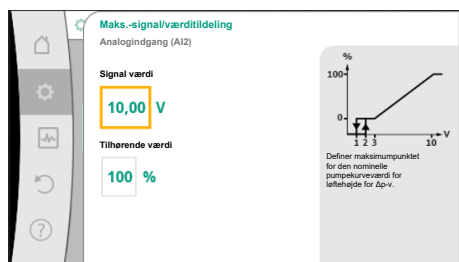 Maks.-signal/værditildeling
Analogindgang (AI2)
Signal værdi
10,00 V
Tilhørende værdi
100 %
%
100
0
1 2 3 10 V
Definer maksimumpunktet
for den nominelle
pumpekurveværdi for
løftehøjde for Δp-v.
?